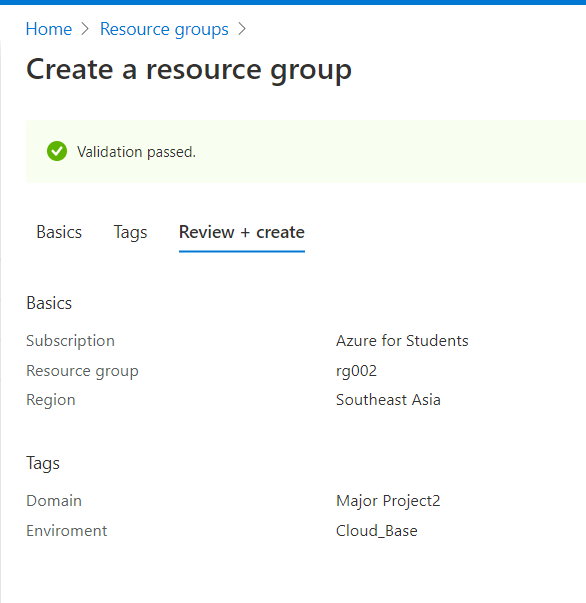 Home > Resource groups >
Create a resource group
Validation passed.
Basics Tags Review + create
Basics
Subscription Azure for Students
Resource group rg002
Region Southeast Asia
Tags
Domain Major Project2
Enviroment Cloud_Base